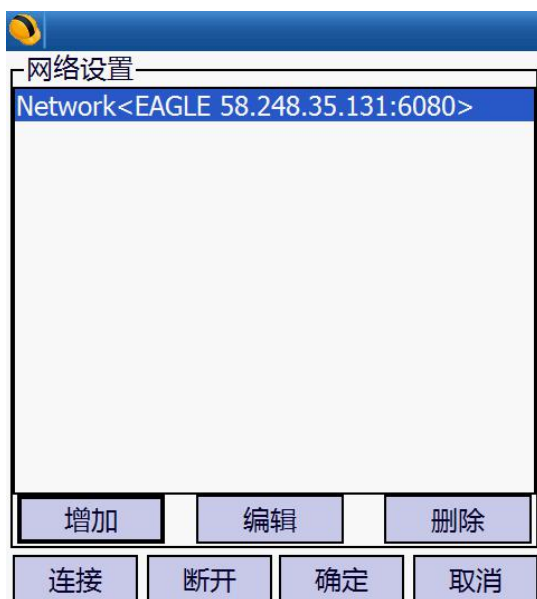 网络设置
Network<EAGLE 58.248.35.131:6080>
增加 编辑 删除
连接 断开 确定 取消